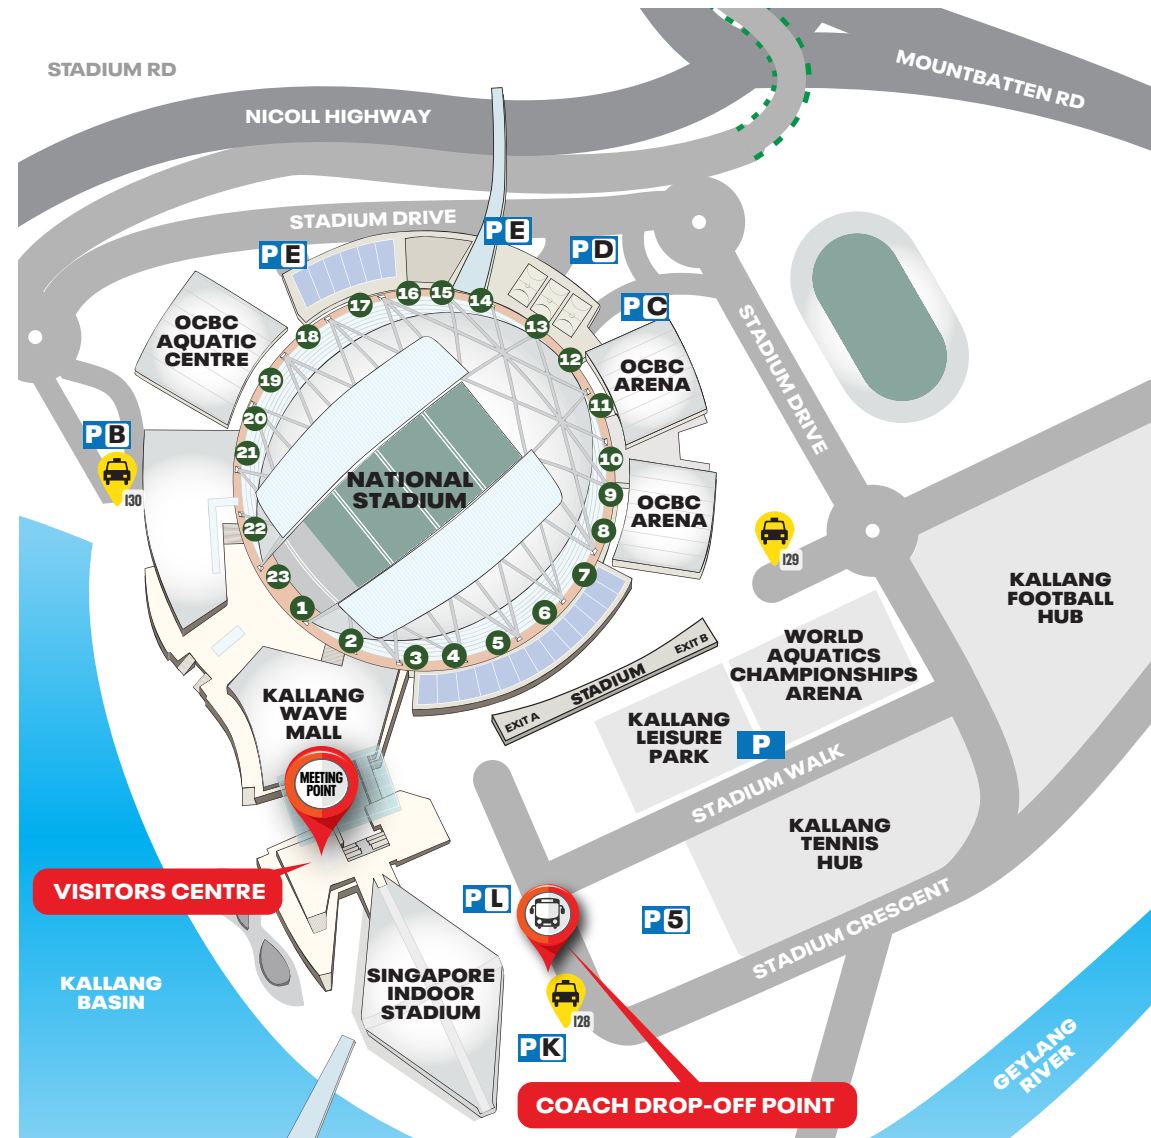 STADIUM RD
MOUNTBATTEN RD
NICOLL HIGHWAY
STADIUM DRIVE
P E
P E
P D
P C
16
15
14
17
13
18
12
OCBC
AQUATIC
CENTRE
OCBC
ARENA
STADIUM DRIVE
19
11
20
P B
21
10
I30
NATIONAL
STADIUM
9
OCBC
ARENA
22
8
I29
23
7
1
6
2
5
3
4
KALLANG
FOOTBALL
HUB
WORLD
AQUATICS
CHAMPIONSHIPS
ARENA
EXIT A
STADIUM
EXIT B
KALLANG
WAVE
MALL
KALLANG
LEISURE
PARK
P
STADIUM WALK
MEETING
POINT
KALLANG
TENNIS
HUB
VISITORS CENTRE
P L
P 5
STADIUM CRESCENT
KALLANG
BASIN
SINGAPORE
INDOOR
STADIUM
I28
P K
GEYLANG
RIVER
COACH DROP-OFF POINT